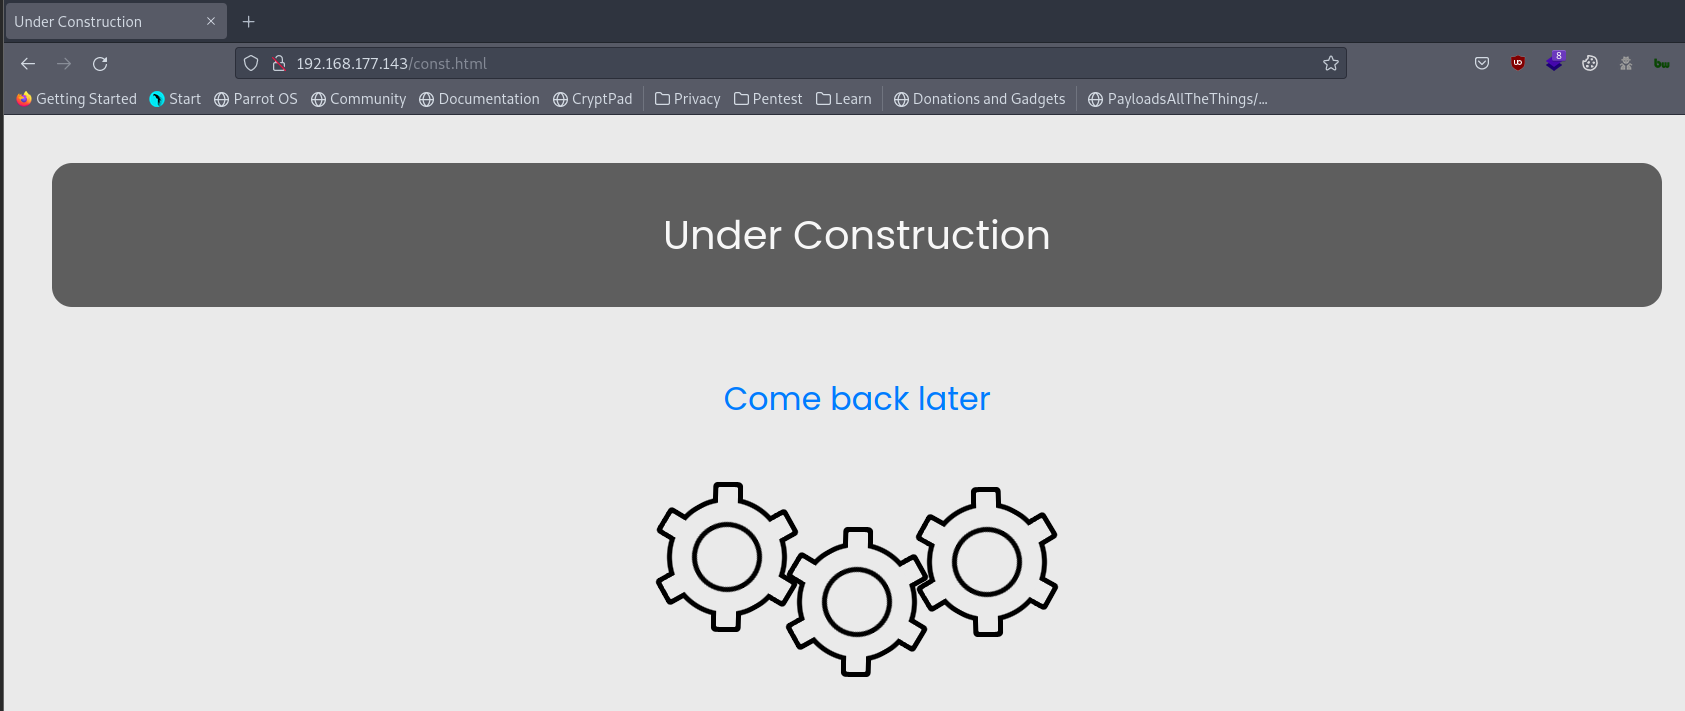 Under Construction
192.168.177.143/const.html
8
Getting Started Start Parrot OS Community Documentation CryptPad Privacy Pentest Learn Donations and Gadgets PayloadsAllTheThings/...
Under Construction
Come back later